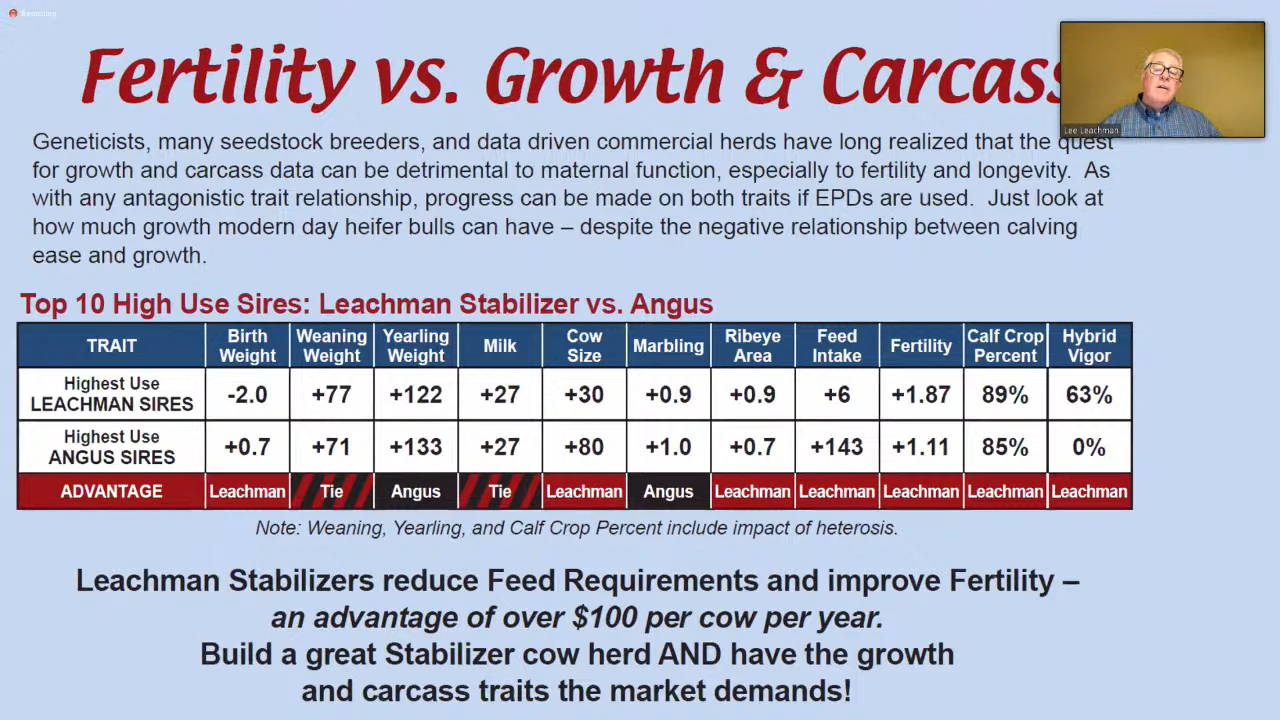 Recording
Fertility vs. Growth & Carcass
Lee Leachman
Geneticists, many seedstock breeders, and data driven commercial herds have long realized that the quest
for growth and carcass data can be detrimental to maternal function, especially to fertility and longevity. As
with any antagonistic trait relationship, progress can be made on both traits if EPDs are used. Just look at
how much growth modern day heifer bulls can have – despite the negative relationship between calving
ease and growth.
Top 10 High Use Sires: Leachman Stabilizer vs. Angus
TRAIT Birth Weight Weaning Weight Yearling Weight Milk Cow Size Marbling Ribeye Area Feed Intake Fertility Calf Crop Percent Hybrid Vigor
Highest Use LEACHMAN SIRES -2.0 +77 +122 +27 +30 +0.9 +0.9 +6 +1.87 89% 63%
Highest Use ANGUS SIRES +0.7 +71 +133 +27 +80 +1.0 +0.7 +143 +1.11 85% 0%
ADVANTAGE Leachman Tie Angus Tie Leachman Angus Leachman Leachman Leachman Leachman Leachman
Note: Weaning, Yearling, and Calf Crop Percent include impact of heterosis.
Leachman Stabilizers reduce Feed Requirements and improve Fertility –
an advantage of over $100 per cow per year.
Build a great Stabilizer cow herd AND have the growth
and carcass traits the market demands!